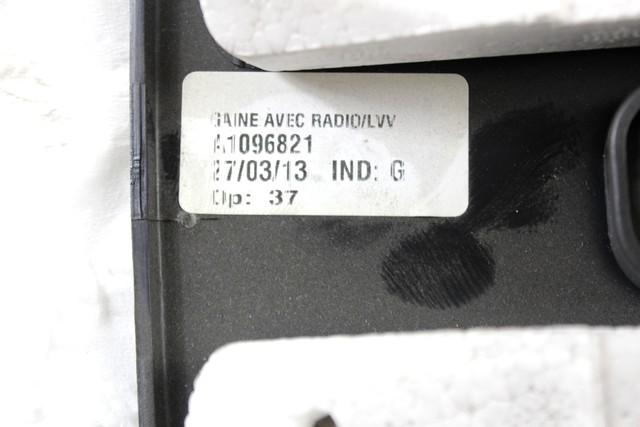 GAINE AVEC RADIO/LVV
A1096821
27/03/13 IND: G
Op: 37